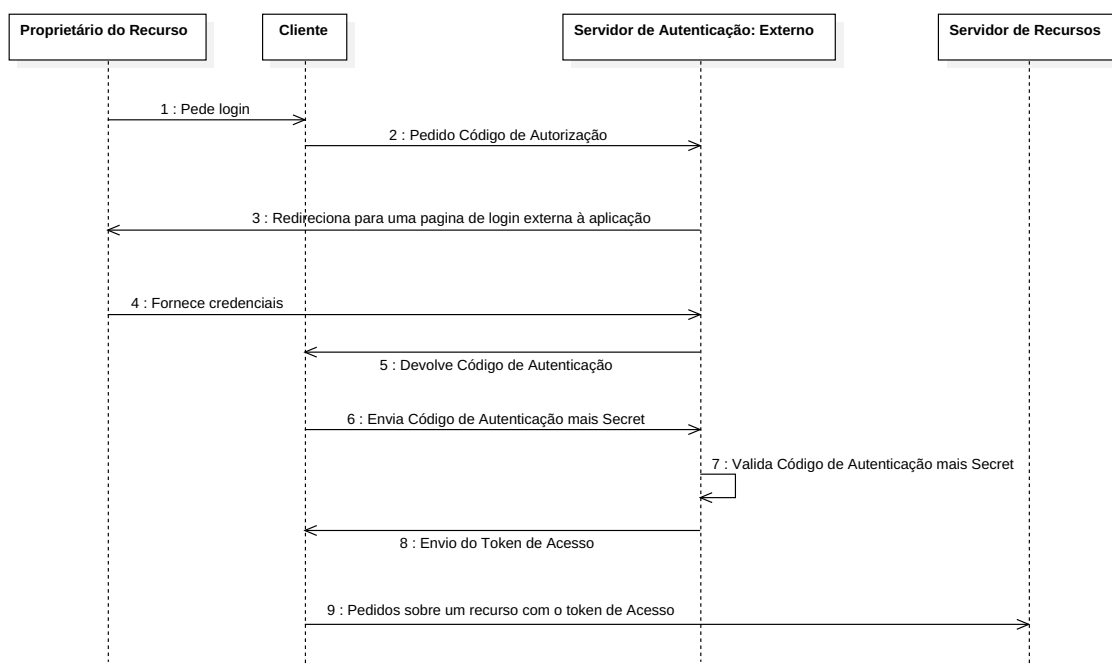 Proprietário do Recurso
Cliente
Servidor de Autenticação: Externo
Servidor de Recursos
1 : Pede login
2 : Pedido Código de Autorização
3 : Redireciona para uma pagina de login externa à aplicação
4 : Fornece credenciais
5 : Devolve Código de Autenticação
6 : Envia Código de Autenticação mais Secret
7 : Valida Código de Autenticação mais Secret
8 : Envio do Token de Acesso
9 : Pedidos sobre um recurso com o token de Acesso